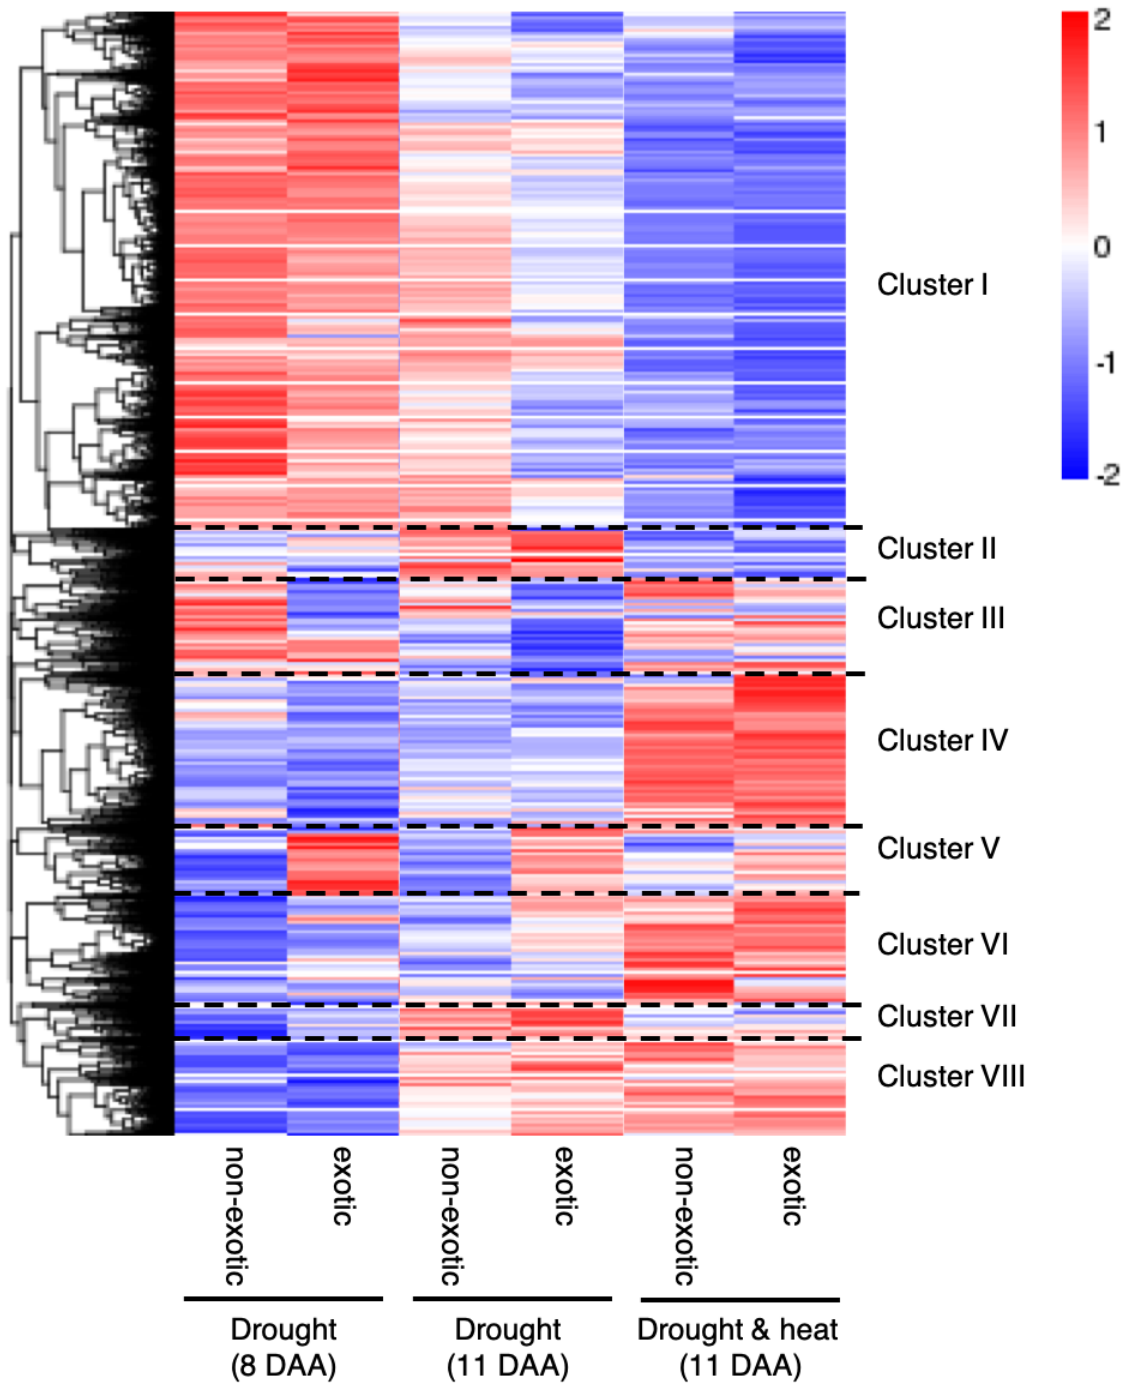 2
1
0
-1
-2
Cluster I
Cluster II
Cluster III
Cluster IV
Cluster V
Cluster VI
Cluster VII
Cluster VIII
non-exotic
exotic
non-exotic
exotic
non-exotic
exotic
Drought
(8 DAA)
Drought
(11 DAA)
Drought & heat
(11 DAA)